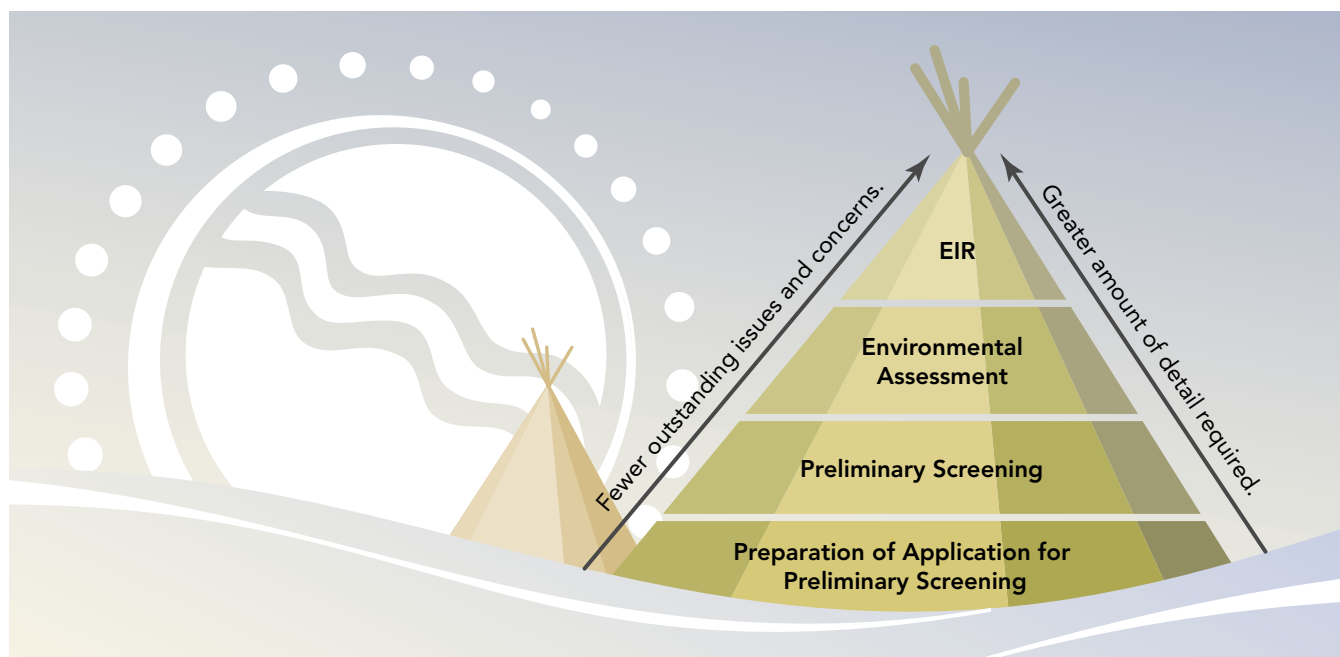 Fewer outstanding issues and concerns.
Greater amount of detail required.
EIR
Environmental
Assessment
Preliminary Screening
Preparation of Application for
Preliminary Screening